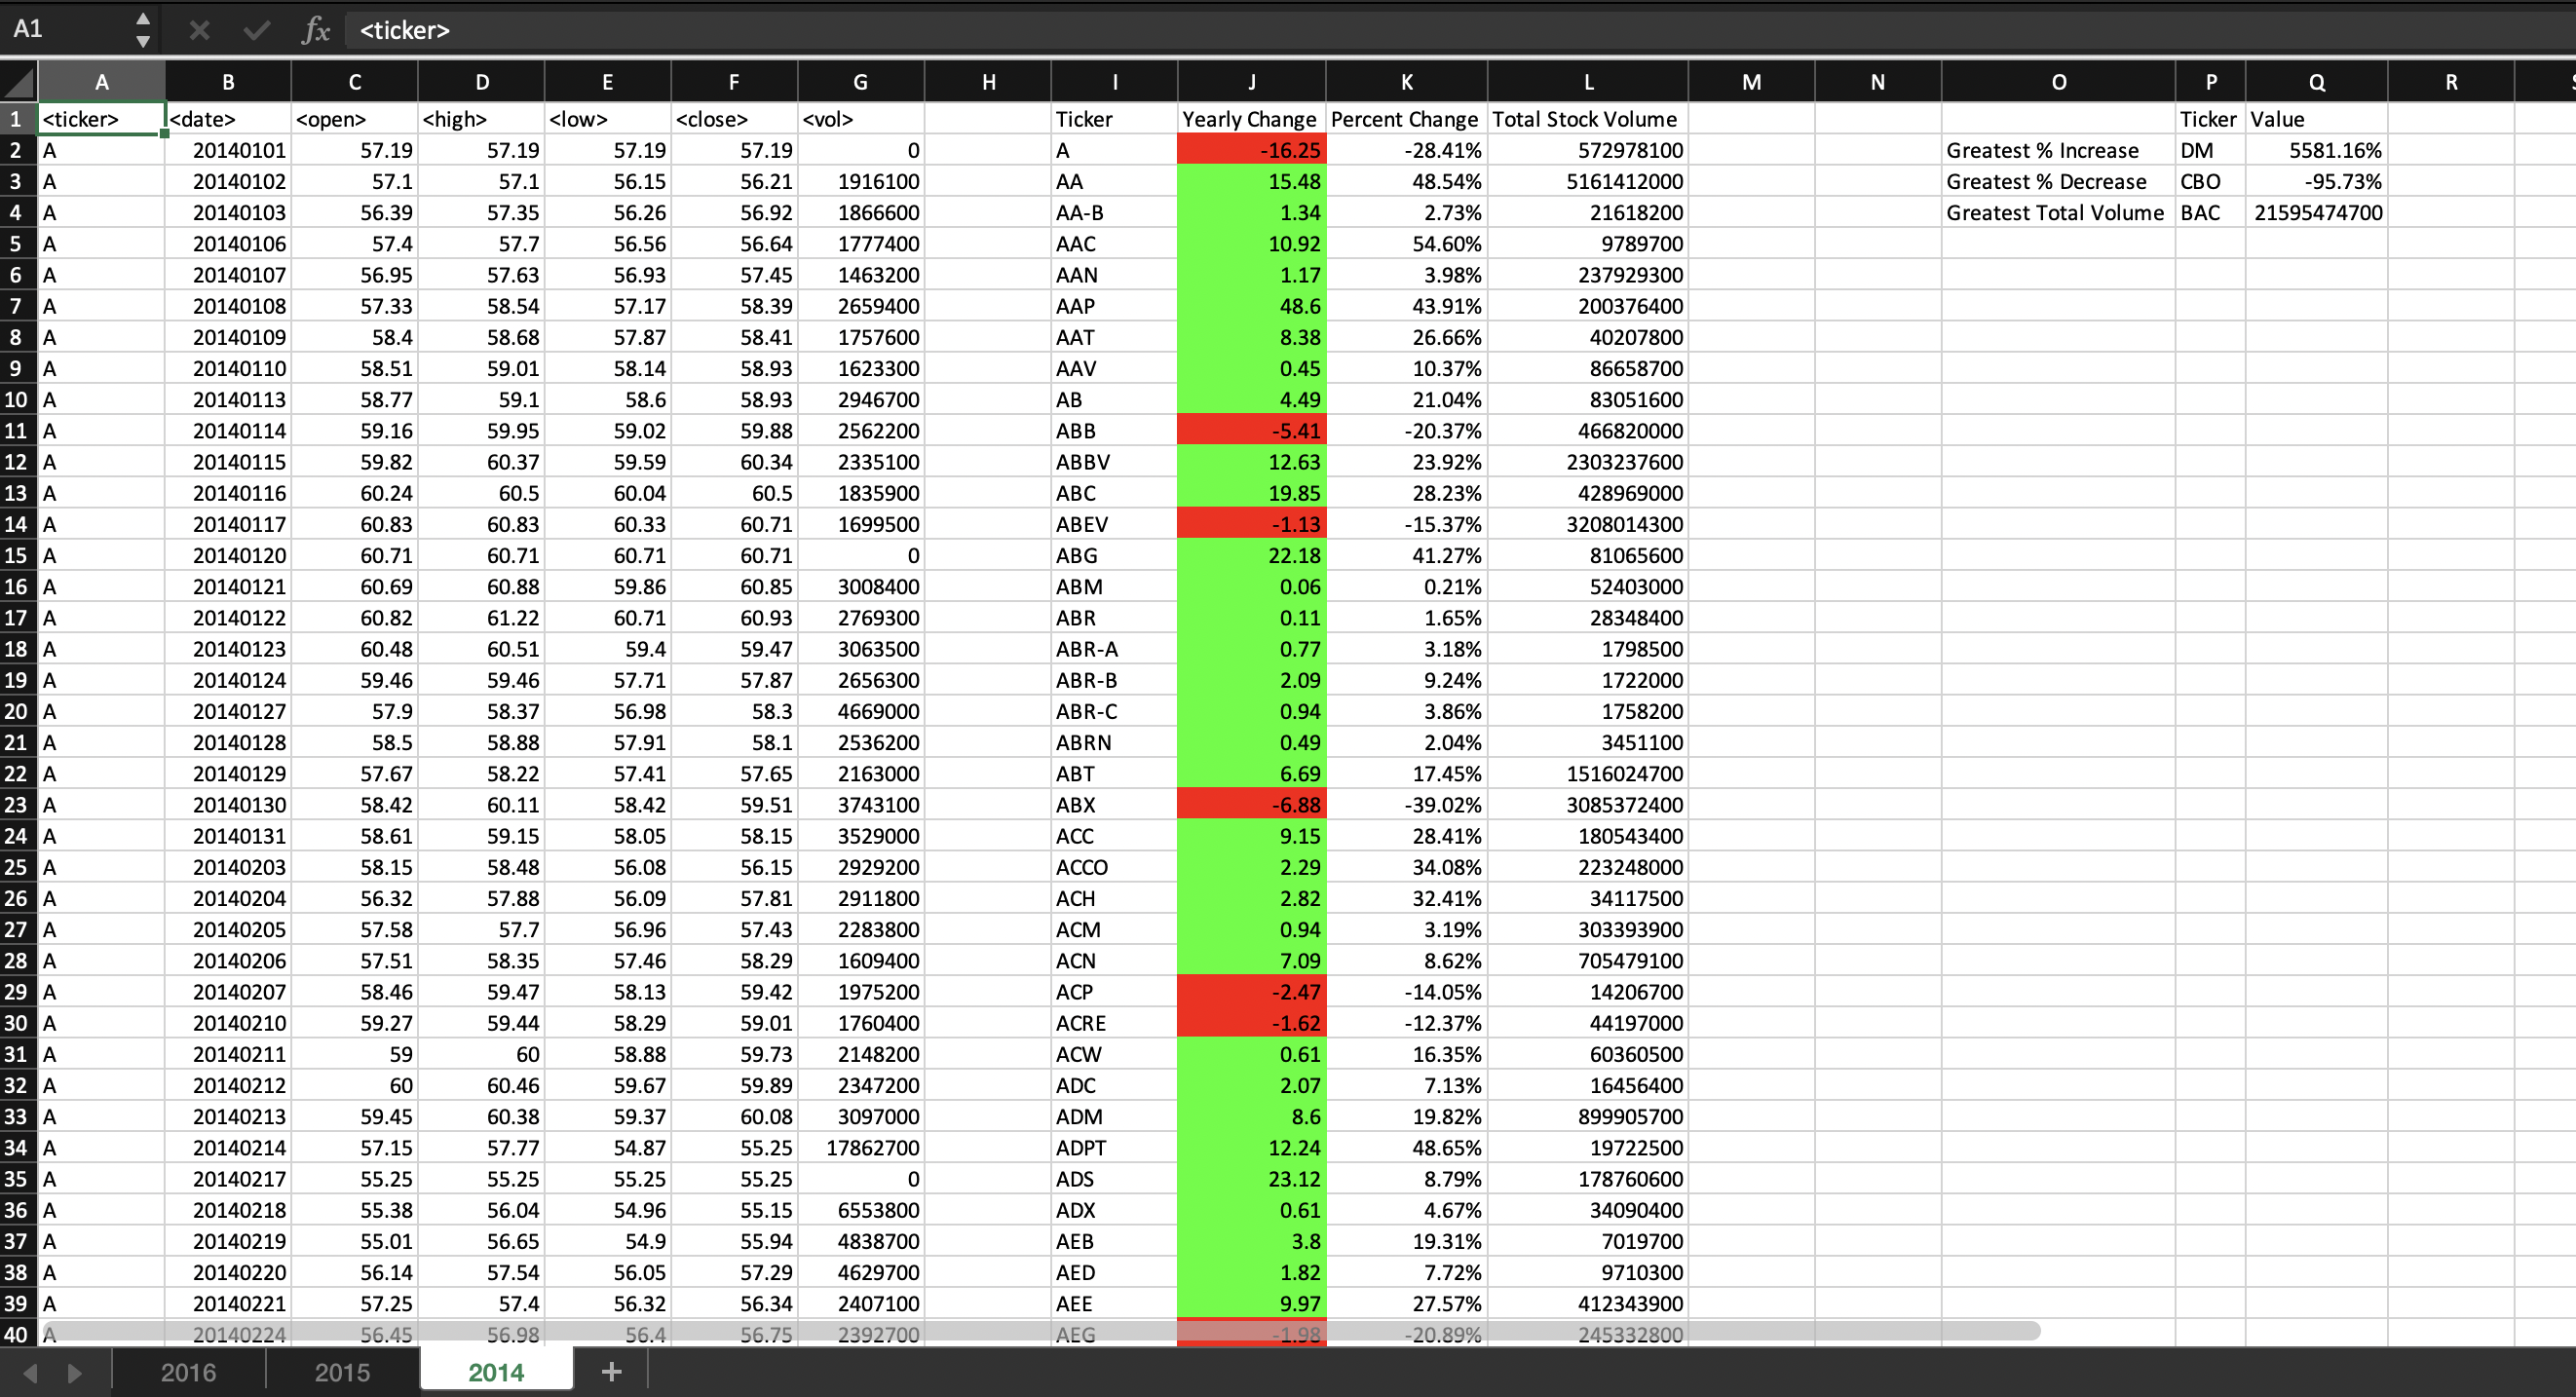 A1 fx <ticker>
A B C D E F G H I J K L M N O P Q R S
1 <ticker> <date> <open> <high> <low> <close> <vol> Ticker Yearly Change Percent Change Total Stock Volume Ticker Value
2 A 20140101 57.19 57.19 57.19 57.19 0 A -16.25 -28.41% 572978100 Greatest % Increase DM 5581.16%
3 A 20140102 57.1 57.1 56.15 56.21 1916100 AA 15.48 48.54% 5161412000 Greatest % Decrease CBO -95.73%
4 A 20140103 56.39 57.35 56.26 56.92 1866600 AA-B 1.34 2.73% 21618200 Greatest Total Volume BAC 21595474700
5 A 20140106 57.4 57.7 56.56 56.64 1777400 AAC 10.92 54.60% 9789700
6 A 20140107 56.95 57.63 56.93 57.45 1463200 AAN 1.17 3.98% 237929300
7 A 20140108 57.33 58.54 57.17 58.39 2659400 AAP 48.6 43.91% 200376400
8 A 20140109 58.4 58.68 57.87 58.41 1757600 AAT 8.38 26.66% 40207800
9 A 20140110 58.51 59.01 58.14 58.93 1623300 AAV 0.45 10.37% 86658700
10 A 20140113 58.77 59.1 58.6 58.93 2946700 AB 4.49 21.04% 83051600
11 A 20140114 59.16 59.95 59.02 59.88 2562200 ABB -5.41 -20.37% 466820000
12 A 20140115 59.82 60.37 59.59 60.34 2335100 ABBV 12.63 23.92% 2303237600
13 A 20140116 60.24 60.5 60.04 60.5 1835900 ABC 19.85 28.23% 428969000
14 A 20140117 60.83 60.83 60.33 60.71 1699500 ABEV -1.13 -15.37% 3208014300
15 A 20140120 60.71 60.71 60.71 60.71 0 ABG 22.18 41.27% 81065600
16 A 20140121 60.69 60.88 59.86 60.85 3008400 ABM 0.06 0.21% 52403000
17 A 20140122 60.82 61.22 60.71 60.93 2769300 ABR 0.11 1.65% 28348400
18 A 20140123 60.48 60.51 59.4 59.47 3063500 ABR-A 0.77 3.18% 1798500
19 A 20140124 59.46 59.46 57.71 57.87 2656300 ABR-B 2.09 9.24% 1722000
20 A 20140127 57.9 58.37 56.98 58.3 4669000 ABR-C 0.94 3.86% 1758200
21 A 20140128 58.5 58.88 57.91 58.1 2536200 ABRN 0.49 2.04% 3451100
22 A 20140129 57.67 58.22 57.41 57.65 2163000 ABT 6.69 17.45% 1516024700
23 A 20140130 58.42 60.11 58.42 59.51 3743100 ABX -6.88 -39.02% 3085372400
24 A 20140131 58.61 59.15 58.05 58.15 3529000 ACC 9.15 28.41% 180543400
25 A 20140203 58.15 58.48 56.08 56.15 2929200 ACCO 2.29 34.08% 223248000
26 A 20140204 56.32 57.88 56.09 57.81 2911800 ACH 2.82 32.41% 34117500
27 A 20140205 57.58 57.7 56.96 57.43 2283800 ACM 0.94 3.19% 303393900
28 A 20140206 57.51 58.35 57.46 58.29 1609400 ACN 7.09 8.62% 705479100
29 A 20140207 58.46 59.47 58.13 59.42 1975200 ACP -2.47 -14.05% 14206700
30 A 20140210 59.27 59.44 58.29 59.01 1760400 ACRE -1.62 -12.37% 44197000
31 A 20140211 59 60 58.88 59.73 2148200 ACW 0.61 16.35% 60360500
32 A 20140212 60 60.46 59.67 59.89 2347200 ADC 2.07 7.13% 16456400
33 A 20140213 59.45 60.38 59.37 60.08 3097000 ADM 8.6 19.82% 899905700
34 A 20140214 57.15 57.77 54.87 55.25 17862700 ADPT 12.24 48.65% 19722500
35 A 20140217 55.25 55.25 55.25 55.25 0 ADS 23.12 8.79% 178760600
36 A 20140218 55.38 56.04 54.96 55.15 6553800 ADX 0.61 4.67% 34090400
37 A 20140219 55.01 56.65 54.9 55.94 4838700 AEB 3.8 19.31% 7019700
38 A 20140220 56.14 57.54 56.05 57.29 4629700 AED 1.82 7.72% 9710300
39 A 20140221 57.25 57.4 56.32 56.34 2407100 AEE 9.97 27.57% 412343900
40 A 20140224 56.45 56.98 56.4 56.75 2392700 AEG -1.98 -20.89% 245332800
2016 2015 2014 +